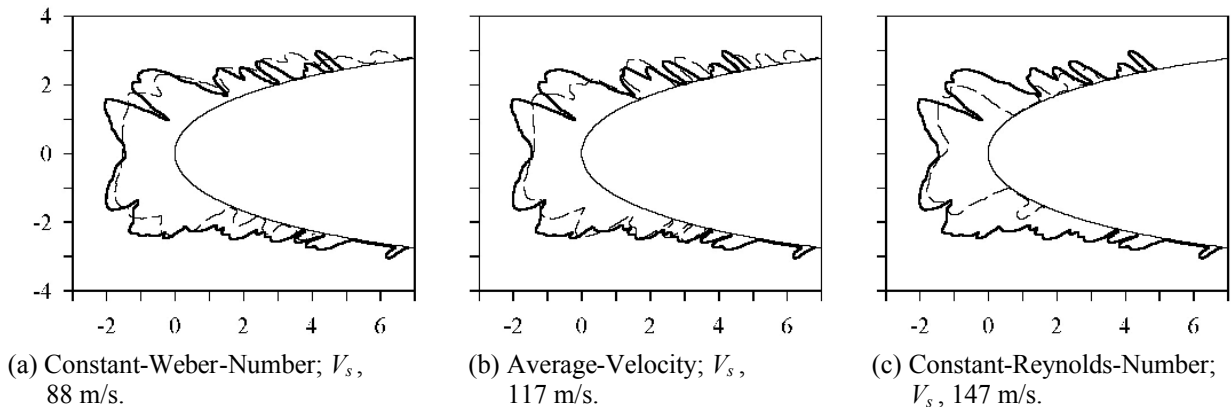 4
2
0
-2
-4
-2 0 2 4 6
-2 0 2 4 6
-2 0 2 4 6
(a) Constant-Weber-Number; Vs ,
88 m/s.
(b) Average-Velocity; Vs ,
117 m/s.
(c) Constant-Reynolds-Number;
Vs , 147 m/s.